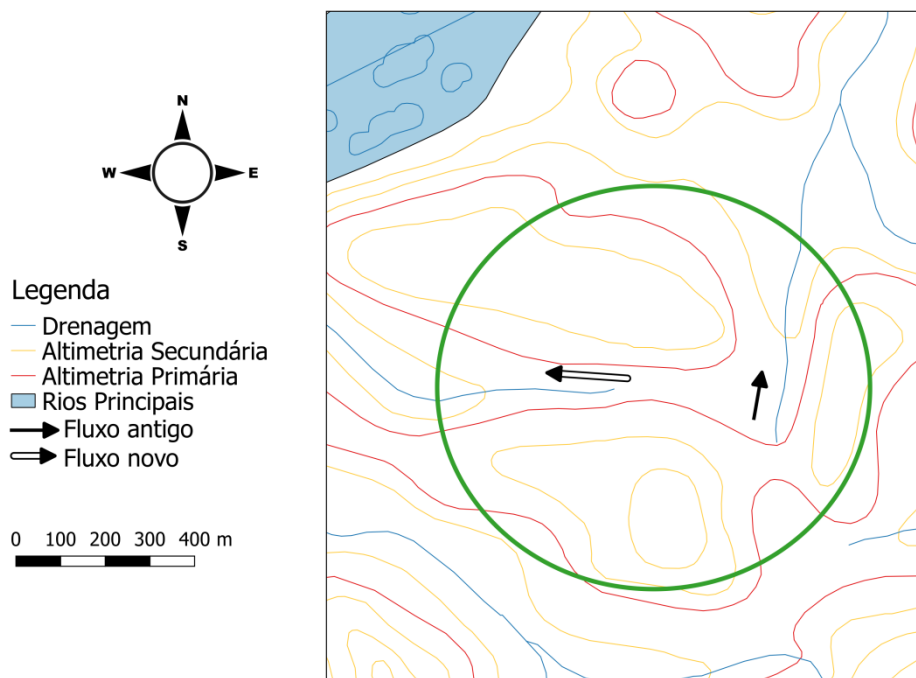 N
W E
S
Legenda
Drenagem
Altimetria Secundária
Altimetria Primária
Rios Principais
Fluxo antigo
Fluxo novo
0 100 200 300 400 m